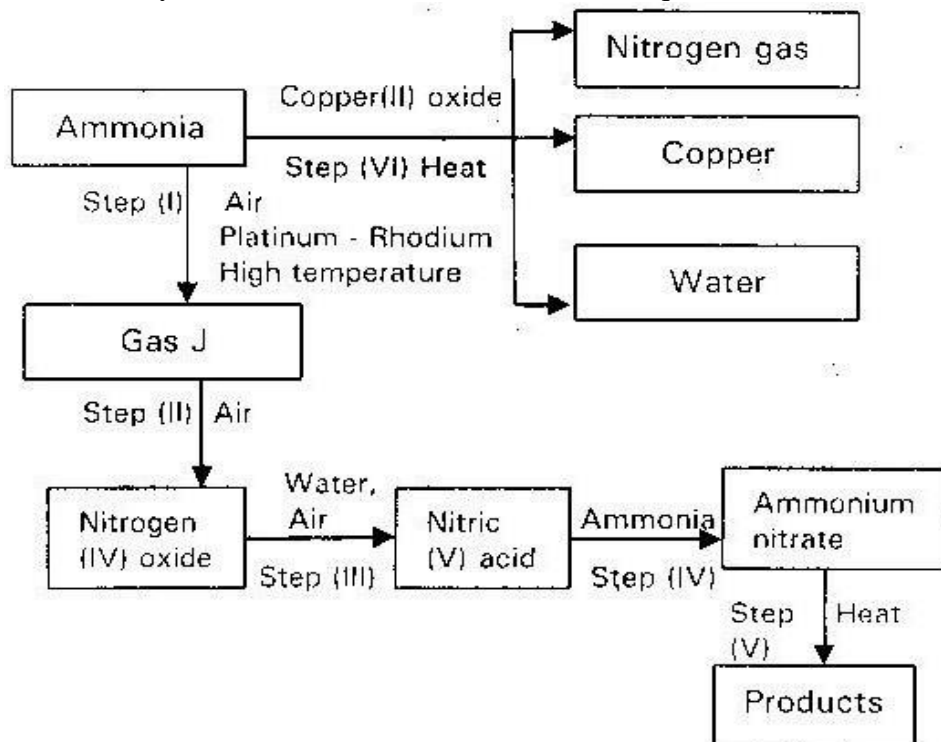 Nitrogen gas
Copper(II) oxide
Ammonia
Step (VI) Heat
Copper
Step (I) Air
Platinum - Rhodium
High temperature
Water
Gas J
Step (II) Air
Nitrogen
(IV) oxide
Water,
Air
Step (III)
Nitric
(V) acid
Ammonia
Step (IV)
Ammonium
nitrate
Step
(V)
Heat
Products